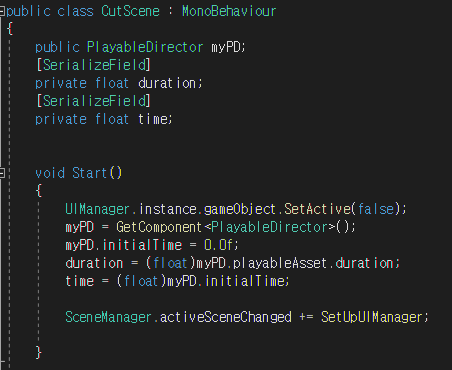 public class CutScene : MonoBehaviour
{
public PlayableDirector myPD;
[SerializeField]
private float duration;
[SerializeField]
private float time;
void Start()
{
UIManager.instance.gameObject.SetActive(false);
myPD = GetComponent<PlayableDirector>();
myPD.initialTime = 0.0f;
duration = (float)myPD.playableAsset.duration;
time = (float)myPD.initialTime;
SceneManager.activeSceneChanged += SetUpUIManager;
}